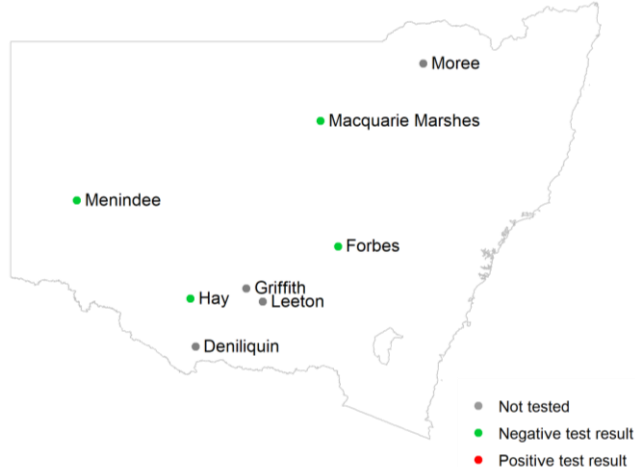 Moree
Macquarie Marshes
Menindee
Forbes
Griffith
Hay
Leeton
Deniliquin
Not tested
Negative test result
Positive test result